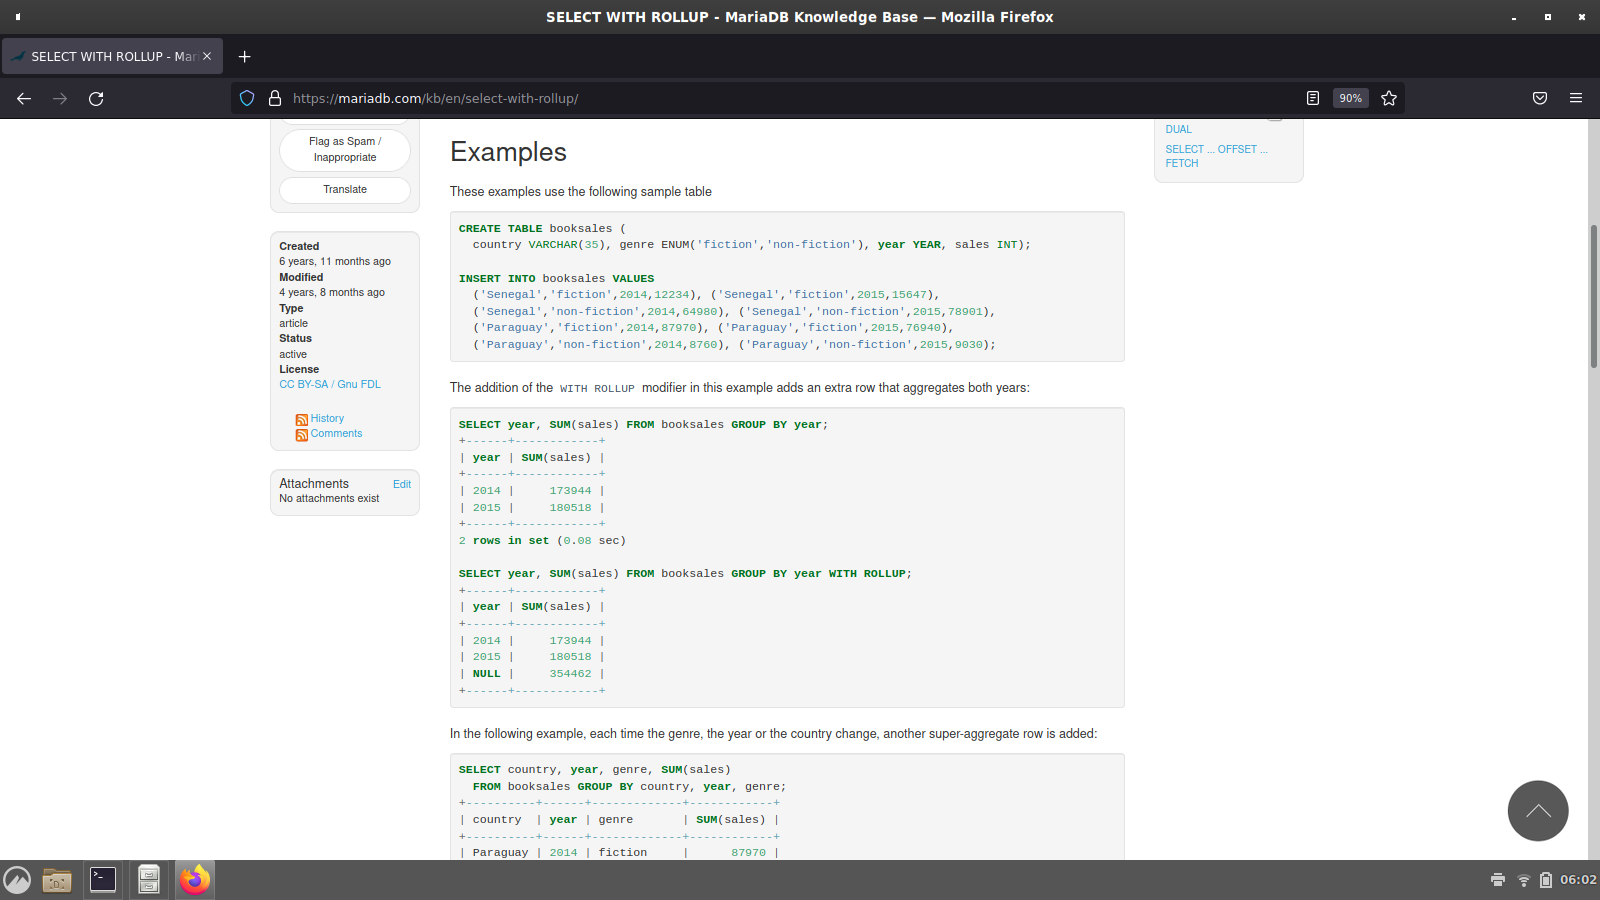 SELECT WITH ROLLUP - MariaDB Knowledge Base — Mozilla Firefox
SELECT WITH ROLLUP - Mar
https://mariadb.com/kb/en/select-with-rollup/
90%
Flag as Spam /
Inappropriate
Translate
Created
6 years, 11 months ago
Modified
4 years, 8 months ago
Type
article
Status
active
License
CC BY-SA / Gnu FDL
History
Comments
Attachments Edit
No attachments exist
Examples
These examples use the following sample table
CREATE TABLE booksales (
  country VARCHAR(35), genre ENUM('fiction','non-fiction'), year YEAR, sales INT);
INSERT INTO booksales VALUES
  ('Senegal','fiction',2014,12234), ('Senegal','fiction',2015,15647),
  ('Senegal','non-fiction',2014,64980), ('Senegal','non-fiction',2015,78901),
  ('Paraguay','fiction',2014,87970), ('Paraguay','fiction',2015,76940),
  ('Paraguay','non-fiction',2014,8760), ('Paraguay','non-fiction',2015,9030);
The addition of the WITH ROLLUP modifier in this example adds an extra row that aggregates both years:
SELECT year, SUM(sales) FROM booksales GROUP BY year;
+------+------------+
| year | SUM(sales) |
+------+------------+
| 2014 |     173944 |
| 2015 |     180518 |
+------+------------+
2 rows in set (0.08 sec)
SELECT year, SUM(sales) FROM booksales GROUP BY year WITH ROLLUP;
+------+------------+
| year | SUM(sales) |
+------+------------+
| 2014 |     173944 |
| 2015 |     180518 |
| NULL |     354462 |
+------+------------+
In the following example, each time the genre, the year or the country change, another super-aggregate row is added:
SELECT country, year, genre, SUM(sales)
  FROM booksales GROUP BY country, year, genre;
+----------+------+-------------+------------+
| country  | year | genre       | SUM(sales) |
+----------+------+-------------+------------+
| Paraguay | 2014 | fiction     |      87970 |
DUAL
SELECT ... OFFSET ...
FETCH
06:02